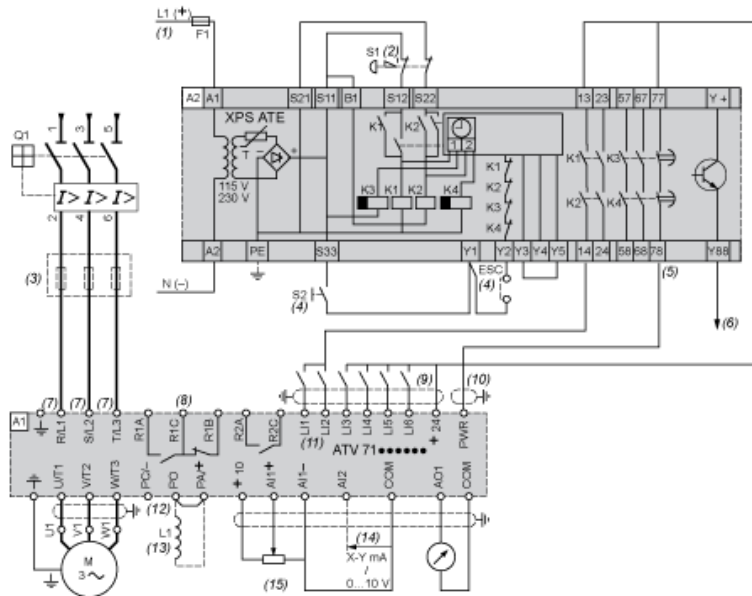 L1 (+)
(1)
F1
S1
(2)
A2
A1
S21
S11
B1
S12
S22
13
23
57
67
77
Y +
XPS ATE
T
+
115 V
230 V
K1
K2
1
2
K3
K1
K2
K4
K1
K2
K3
K4
K1
K3
K2
K4
A2
PE
S33
Y1
Y2
Y3
Y4
Y5
14
24
58
68
78
Y88
N (–)
S2
(4)
ESC
(4)
(5)
(6)
Q1
1
3
5
I>
I>
I>
2
4
6
(3)
(7)
(7)
(7)
(8)
(9)
(10)
A1
R/L1
S/L2
T/L3
R1A
R1C
R1B
R2A
R2C
LI1
LI2
LI3
LI4
LI5
LI6
+ 24
PWR
(11)
ATV 71
U/T1
V/T2
W/T3
PC/–
PO
PA/+
+ 10
AI1+
AI1–
AI2
COM
AO1
COM
(12)
U1
V1
W1
M
3
L1
(13)
(14)
X-Y mA
/
0...10 V
(15)